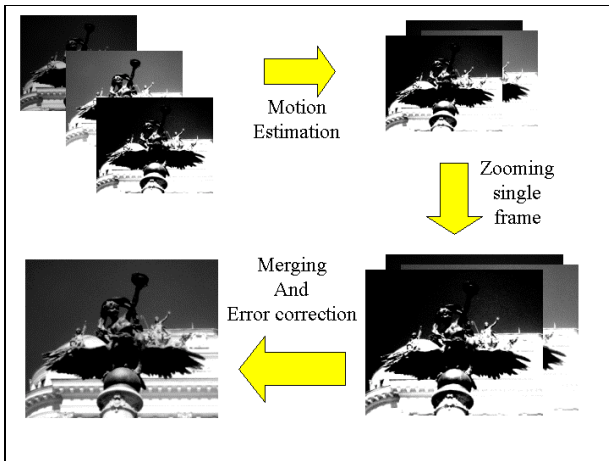 Motion
Estimation
Zooming
single
frame
Merging
And
Error correction